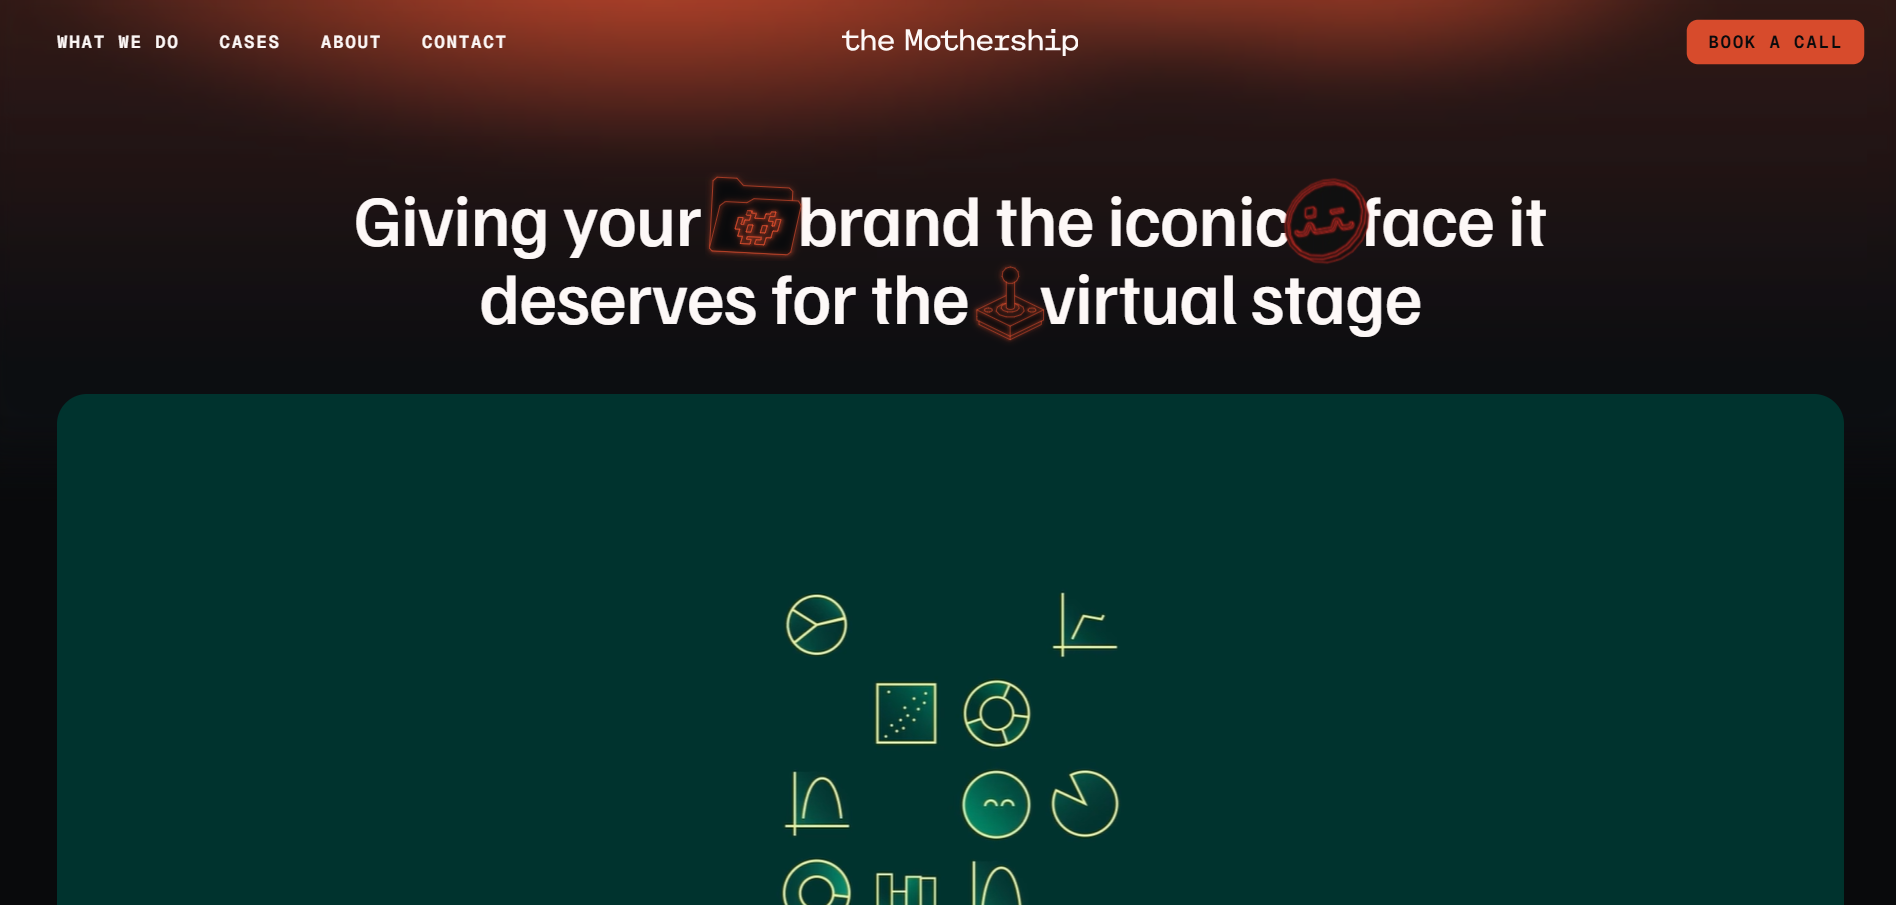 WHAT WE DO CASES ABOUT CONTACT the Mothership BOOK A CALL
Giving your brand the iconic face it
deserves for the virtual stage